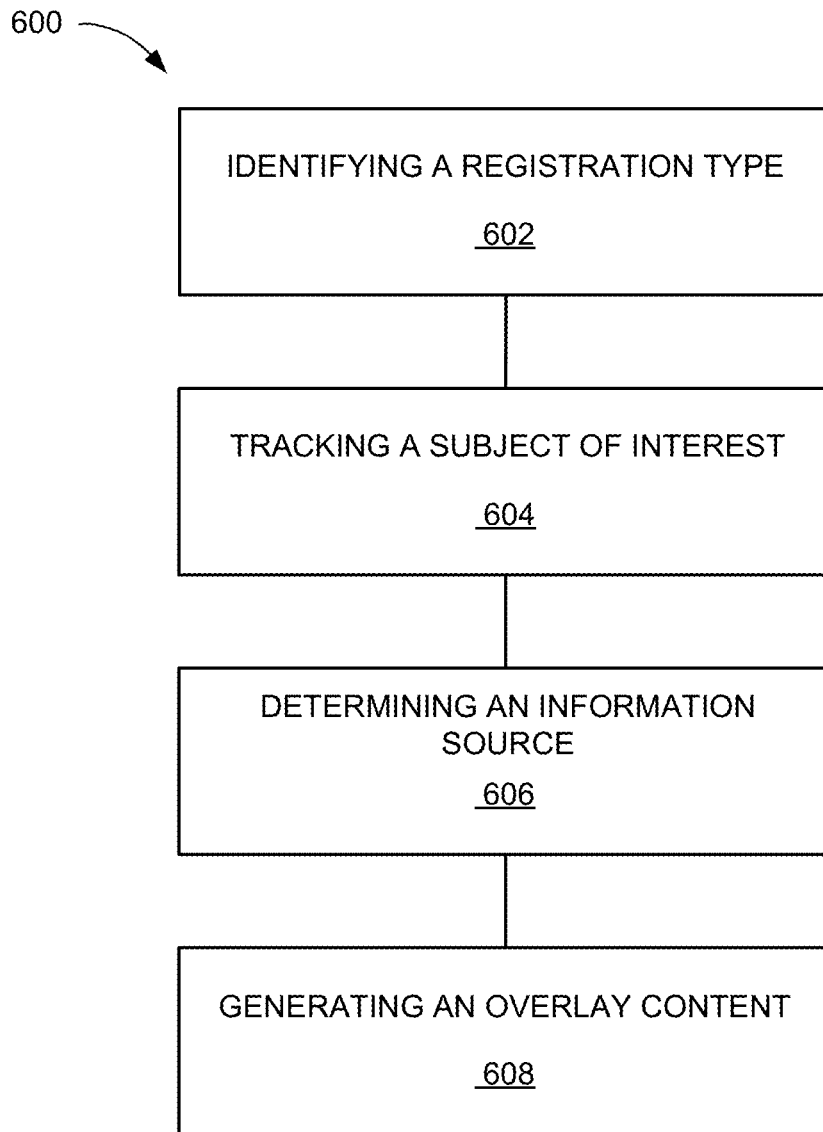 600
IDENTIFYING A REGISTRATION TYPE
602
TRACKING A SUBJECT OF INTEREST
604
DETERMINING AN INFORMATION
SOURCE
606
GENERATING AN OVERLAY CONTENT
608